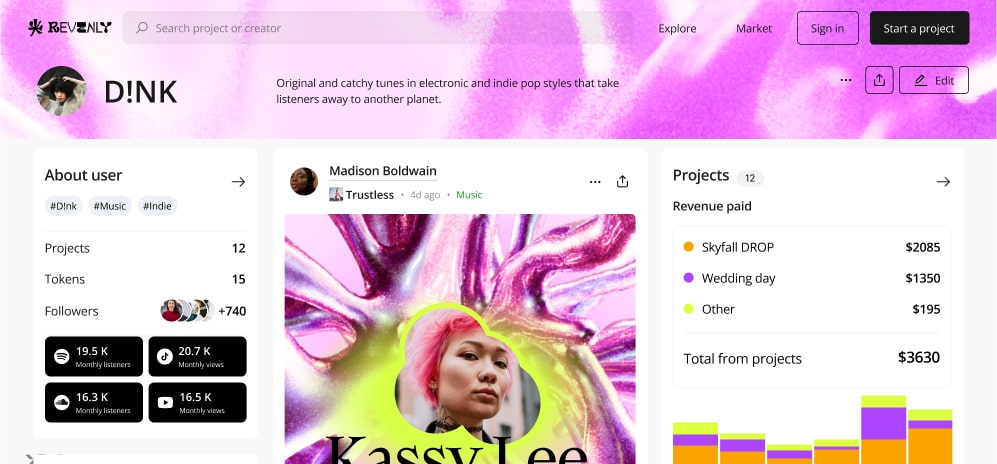 REVENLY
Search project or creator
Explore
Market
Sign in
Start a project
D!NK
Original and catchy tunes in electronic and indie pop styles that take
listeners away to another planet.
Edit
About user
#D!nk #Music #Indie
Projects 12
Tokens 15
Followers +740
19.5 K
Monthly listeners
20.7 K
Monthly views
16.3 K
Monthly listeners
16.5 K
Monthly views
Madison Boldwain
Trustless • 4d ago • Music
Kassy Lee
Projects 12
Revenue paid
Skyfall DROP $2085
Wedding day $1350
Other $195
Total from projects $3630